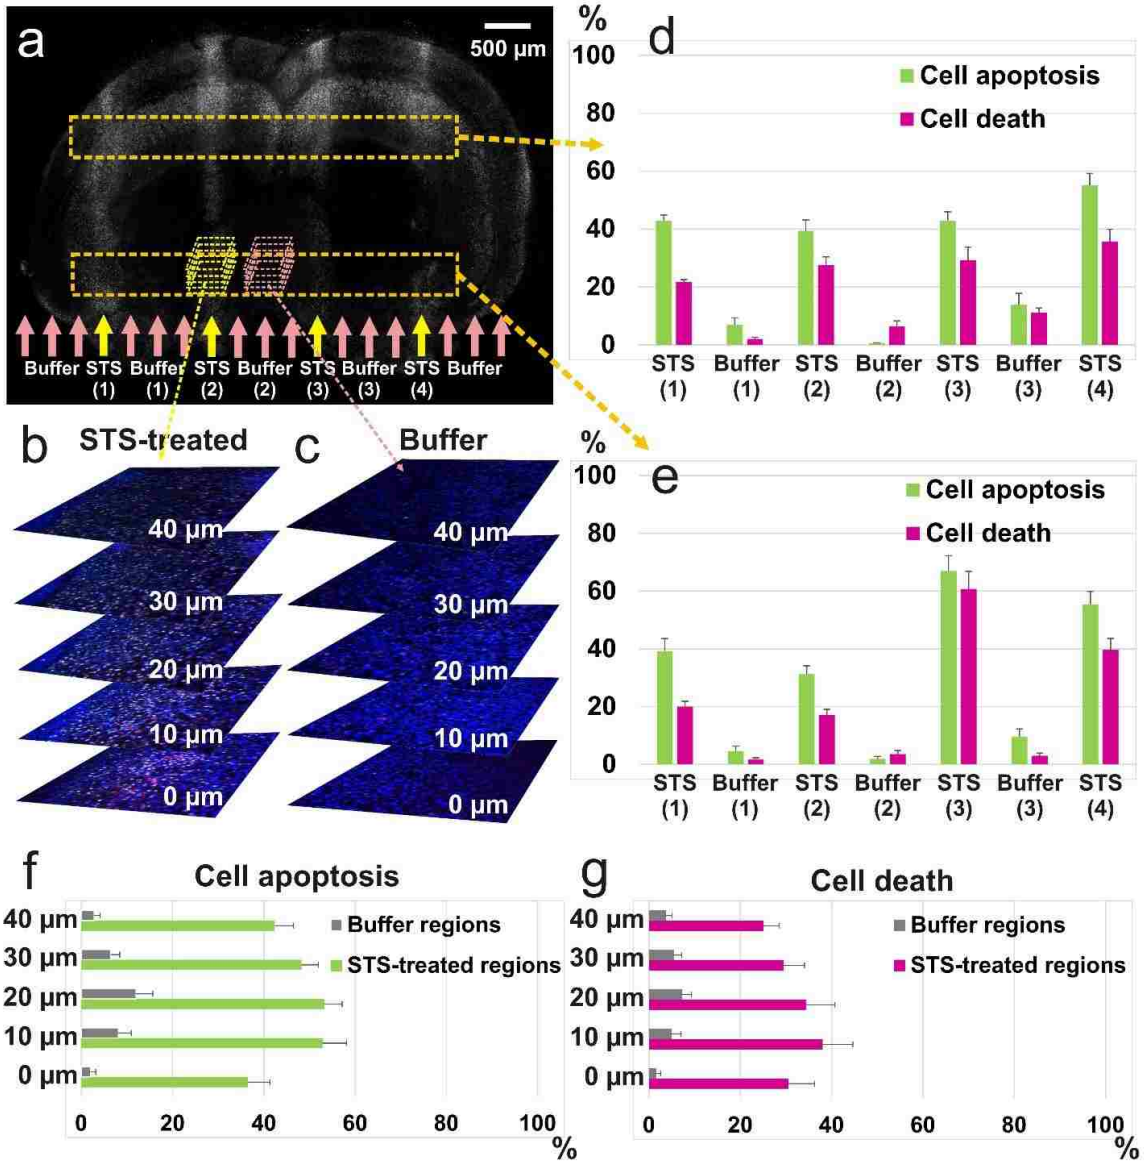 a
500 µm
Buffer STS Buffer STS Buffer STS Buffer STS Buffer
(1) (1) (2) (2) (3) (3) (4)
b STS-treated
40 µm
30 µm
20 µm
10 µm
0 µm
c Buffer
40 µm
30 µm
20 µm
10 µm
0 µm
% d
100
80
60
40
20
0
Cell apoptosis
Cell death
STS Buffer STS Buffer STS Buffer STS
(1) (1) (2) (2) (3) (3) (4)
% e
100
80
60
40
20
0
Cell apoptosis
Cell death
STS Buffer STS Buffer STS Buffer STS
(1) (1) (2) (2) (3) (3) (4)
f Cell apoptosis
40 µm
30 µm
20 µm
10 µm
0 µm
Buffer regions
STS-treated regions
0 20 40 60 80 100
%
g Cell death
40 µm
30 µm
20 µm
10 µm
0 µm
Buffer regions
STS-treated regions
0 20 40 60 80 100
%